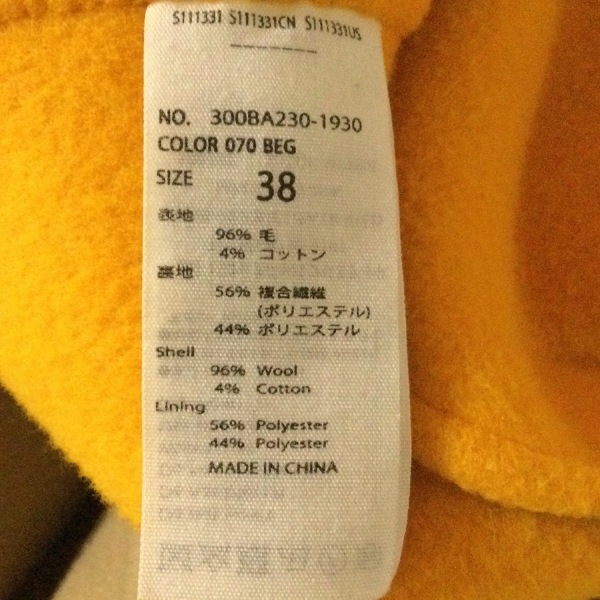 S111331 S111331CN S111331US
-------
NO. 300BA230-1930
COLOR 070 BEG
SIZE 38
表地
96% 毛
4% コットン
裏地
56% 複合繊維
(ポリエステル)
44% ポリエステル
Shell
96% Wool
4% Cotton
Lining
56% Polyester
44% Polyester
MADE IN CHINA